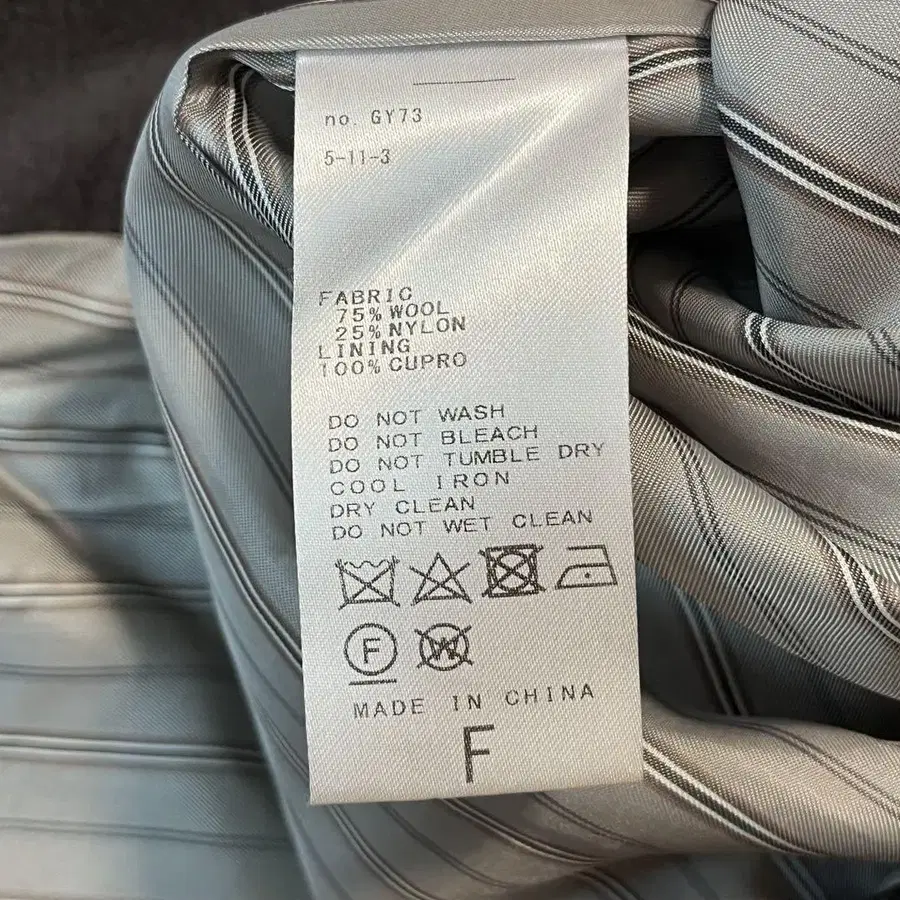 no. GY73
5-11-3
FABRIC
75% WOOL
25% NYLON
LINING
100% CUPRO
DO NOT WASH
DO NOT BLEACH
DO NOT TUMBLE DRY
COOL IRON
DRY CLEAN
DO NOT WET CLEAN
F W
MADE IN CHINA
F